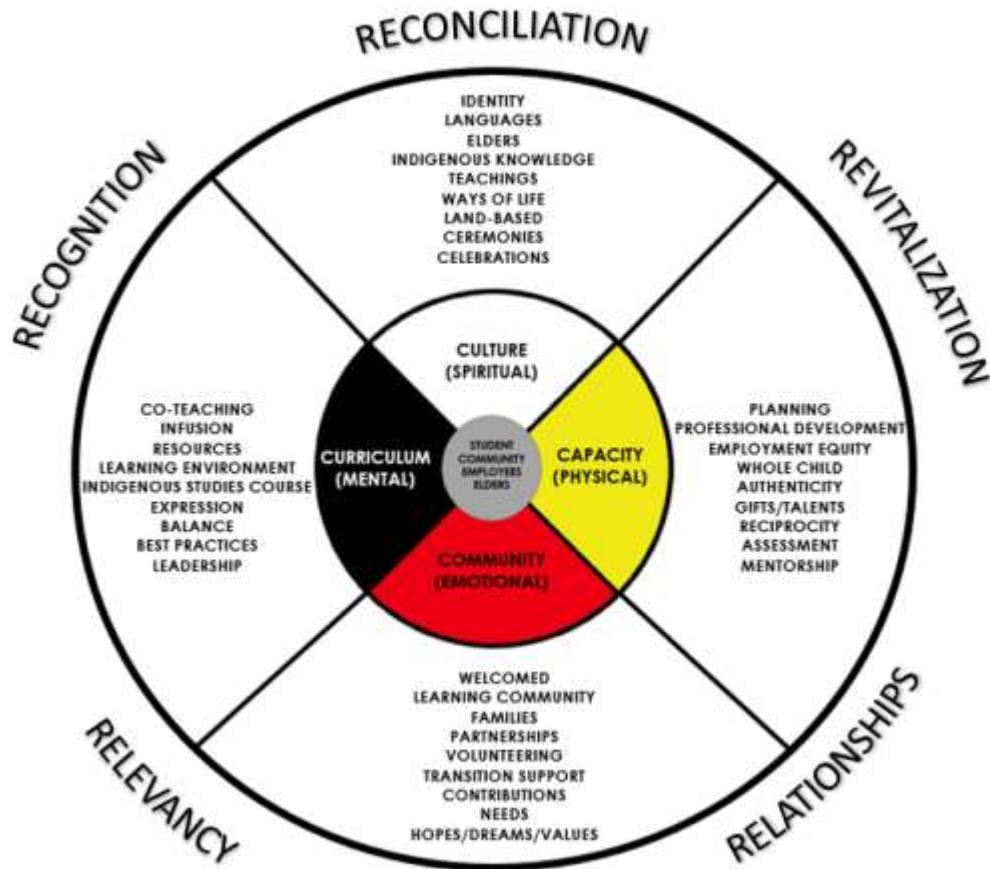 RECONCILIATION
RECOGNITION
REVITALIZATION
IDENTITY
LANGUAGES
ELDERS
INDIGENOUS KNOWLEDGE
TEACHINGS
WAYS OF LIFE
LAND-BASED
CEREMONIES
CELEBRATIONS
CULTURE
(SPIRITUAL)
CO-TEACHING
INFUSION
RESOURCES
LEARNING ENVIRONMENT
INDIGENOUS STUDIES COURSE
EXPRESSION
BALANCE
BEST PRACTICES
LEADERSHIP
CURRICULUM
(MENTAL)
STUDENT
COMMUNITY
EMPLOYERS
ELDERS
CAPACITY
(PHYSICAL)
PLANNING
PROFESSIONAL DEVELOPMENT
EMPLOYMENT EQUITY
WHOLE CHILD
AUTHENTICITY
GIFTS/TALENTS
RECIPROCITY
ASSESSMENT
MENTORSHIP
COMMUNITY
(EMOTIONAL)
WELCOMED
LEARNING COMMUNITY
FAMILIES
PARTNERSHIPS
VOLUNTEERING
TRANSITION SUPPORT
CONTRIBUTIONS
NEEDS
HOPES/DREAMS/VALUES
RELEVANCY
RELATIONSHIPS